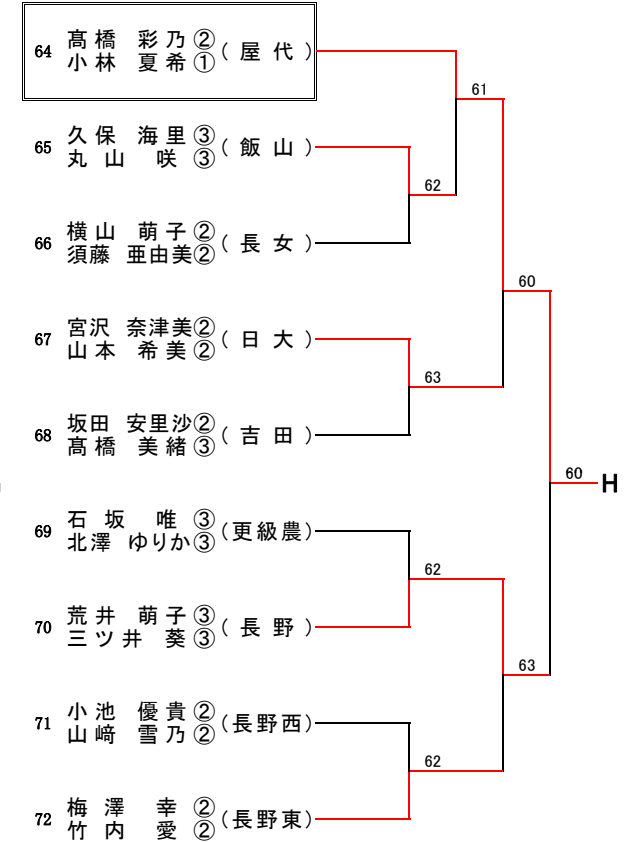 64 髙橋 彩乃② (屋代)
小林 夏希①
61
65 久保 海里③ (飯山)
丸山 咲③
62
66 横山 萌子② (長女)
須藤 亜由美②
60
67 宮沢 奈津美② (日大)
山本 希美②
63
68 坂田 安里沙② (吉田)
髙橋 美緒③
60 H
69 石坂 唯③ (更級農)
北澤 ゆりか③
62
70 荒井 萌子③ (長野)
三ツ井 葵③
63
71 小池 優貴② (長野西)
山﨑 雪乃②
62
72 梅澤 幸② (長野東)
竹内 愛②